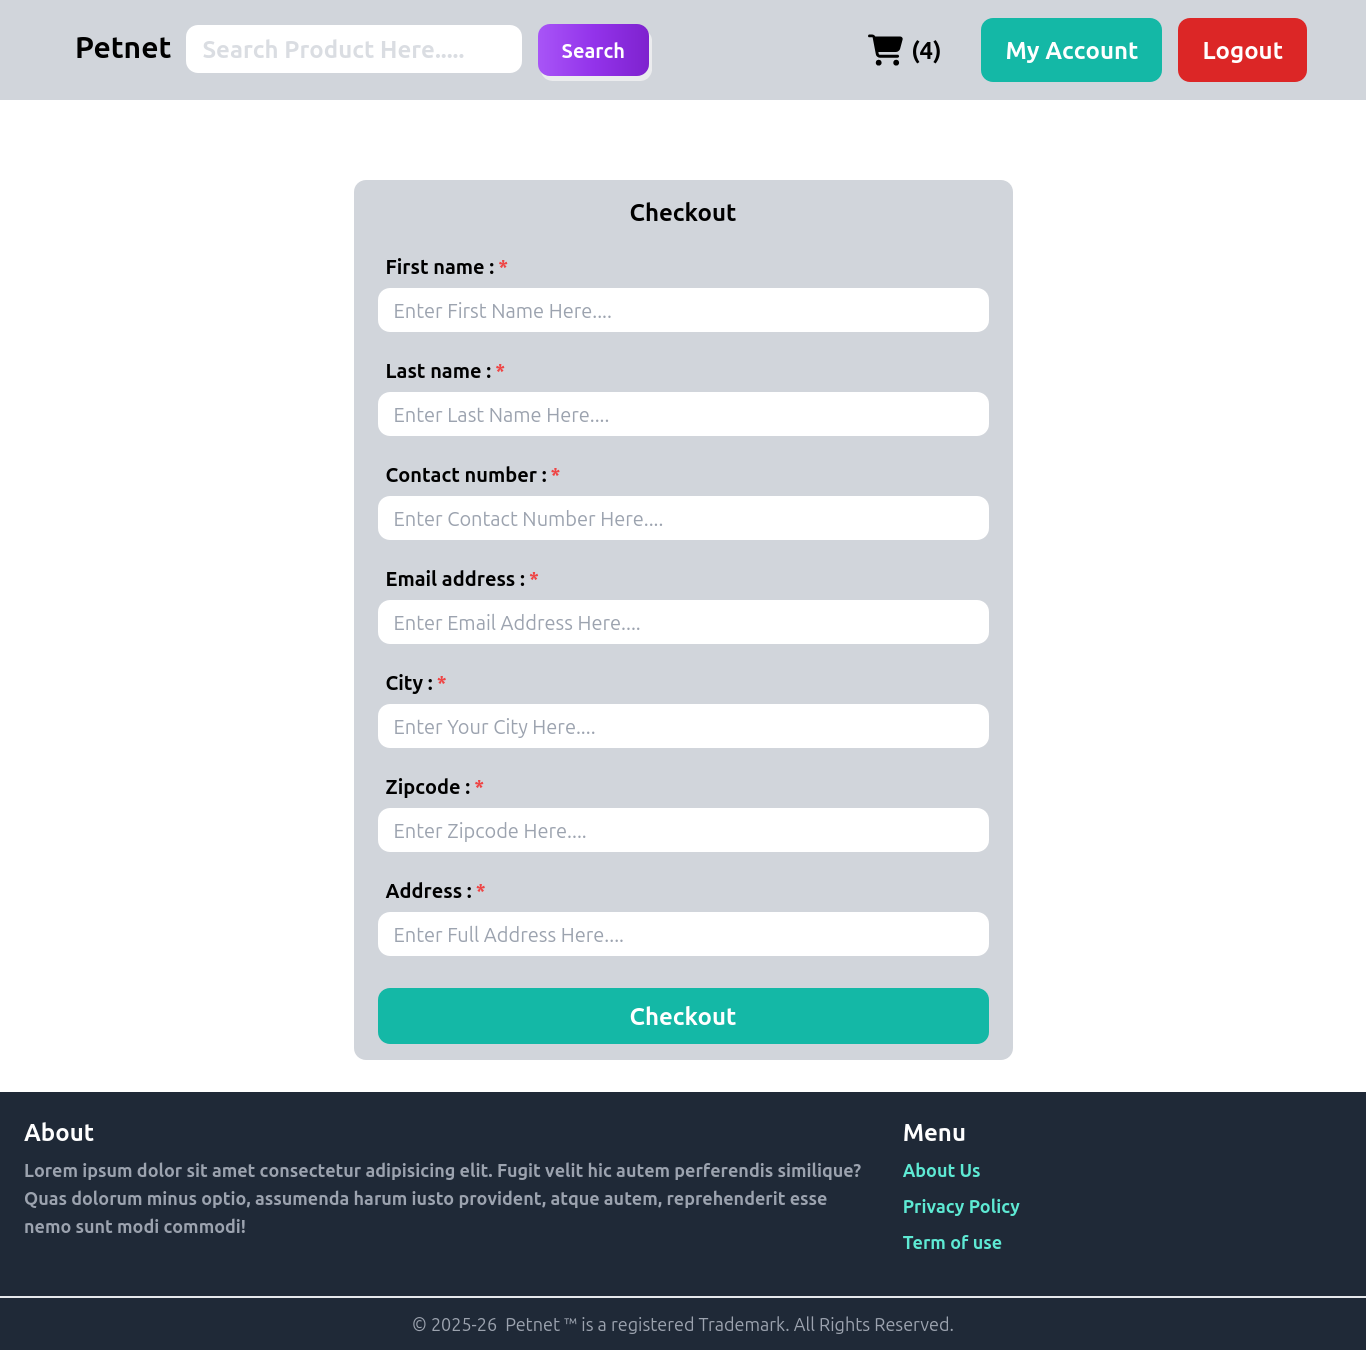 Petnet
Search Product Here.....
Search
(4)
My Account
Logout
Checkout
First name : *
Enter First Name Here....
Last name : *
Enter Last Name Here....
Contact number : *
Enter Contact Number Here....
Email address : *
Enter Email Address Here....
City : *
Enter Your City Here....
Zipcode : *
Enter Zipcode Here....
Address : *
Enter Full Address Here....
Checkout
About
Lorem ipsum dolor sit amet consectetur adipisicing elit. Fugit velit hic autem perferendis similique?
Quas dolorum minus optio, assumenda harum iusto provident, atque autem, reprehenderit esse
nemo sunt modi commodi!
Menu
About Us
Privacy Policy
Term of use
© 2025-26 Petnet ™ is a registered Trademark. All Rights Reserved.